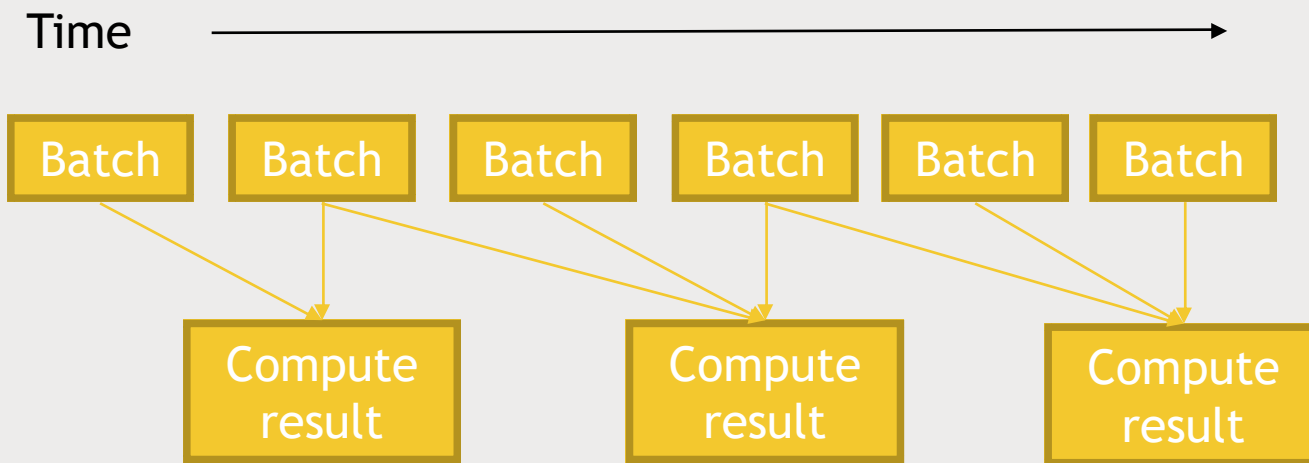 Time
Batch
Batch
Batch
Batch
Batch
Batch
Compute
result
Compute
result
Compute
result